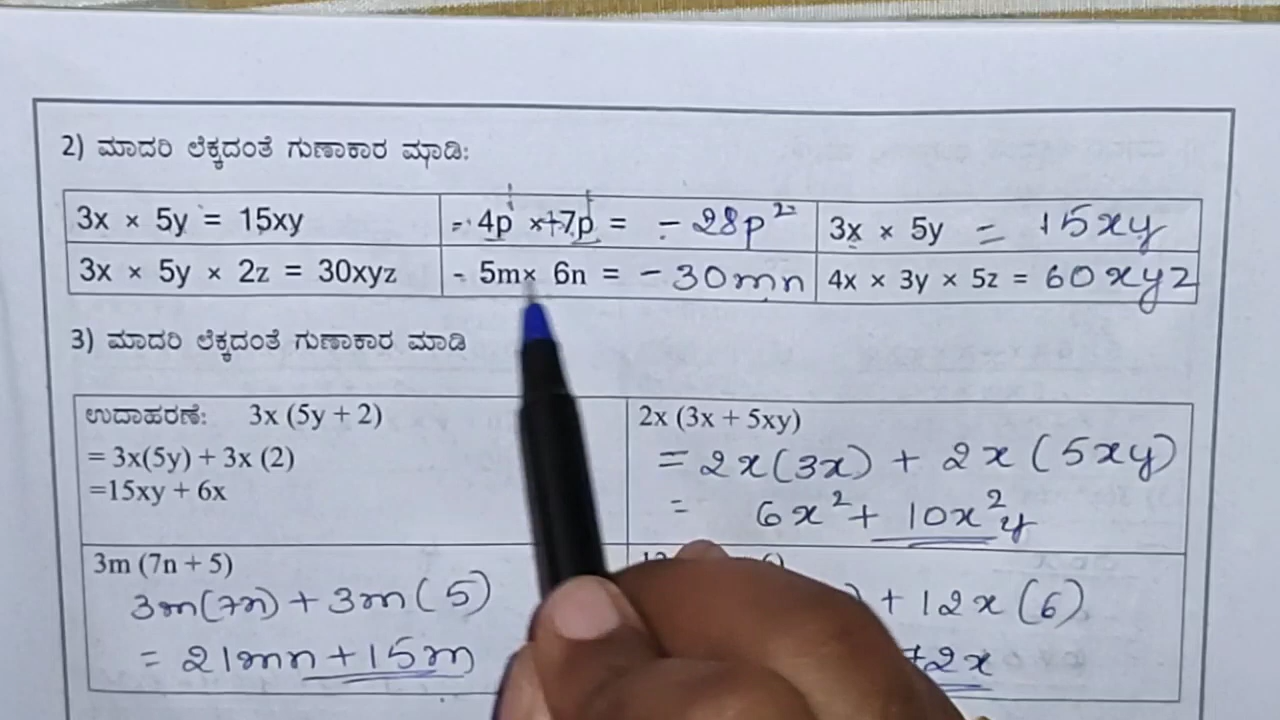 2) ಮಾದರಿ ಲೆಕ್ಕದಂತೆ ಗುಣಾಕಾರ ಮಾಡಿ:
3x × 5y = 15xy
- 4p × +7p = - 28p²
3x × 5y = 15xy
3x × 5y × 2z = 30xyz
- 5m× 6n = - 30mn
4x × 3y × 5z = 60xyz
3) ಮಾದರಿ ಲೆಕ್ಕದಂತೆ ಗುಣಾಕಾರ ಮಾಡಿ
ಉದಾಹರಣೆ: 3x (5y + 2)
= 3x(5y) + 3x (2)
=15xy + 6x
2x (3x + 5xy)
= 2x(3x) + 2x(5xy)
= 6x² + 10x²y
3m (7n + 5)
3m(7n) + 3m(5)
= 21mn + 15m
+ 12x(6)
2x